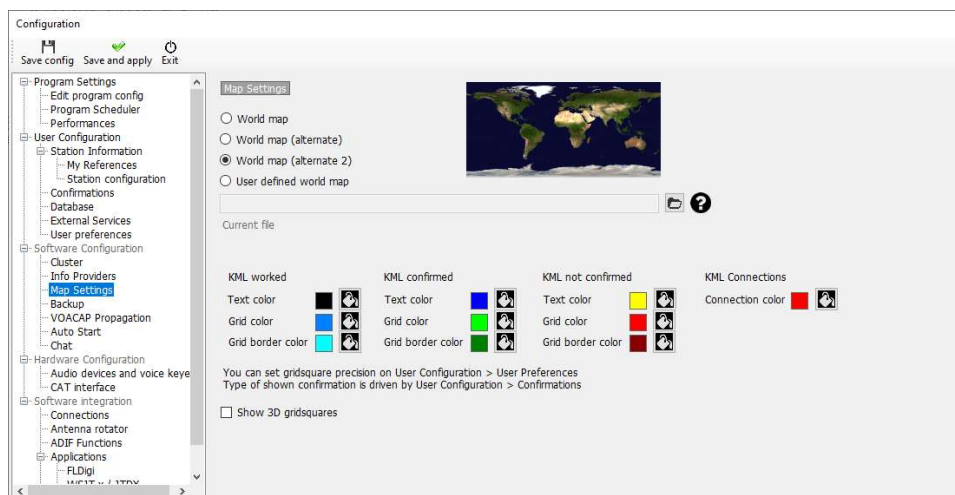 Configuration
Save config Save and apply Exit
Program Settings
Edit program config
Program Scheduler
Performances
User Configuration
Station Information
My References
Station configuration
Confirmations
Database
External Services
User preferences
Software Configuration
Cluster
Info Providers
Map Settings
Backup
VOACAP Propagation
Auto Start
Chat
Hardware Configuration
Audio devices and voice keye
CAT interface
Software integration
Connections
Antenna rotator
ADIF Functions
Applications
FLDigi
WSJT-x / JTDX
Map Settings
World map
World map (alternate)
World map (alternate 2)
User defined world map
?
Current file
KML worked
Text color
Grid color
Grid border color
KML confirmed
Text color
Grid color
Grid border color
KML not confirmed
Text color
Grid color
Grid border color
KML Connections
Connection color
You can set gridsquare precision on User Configuration > User Preferences
Type of shown confirmation is driven by User Configuration > Confirmations
Show 3D gridsquares